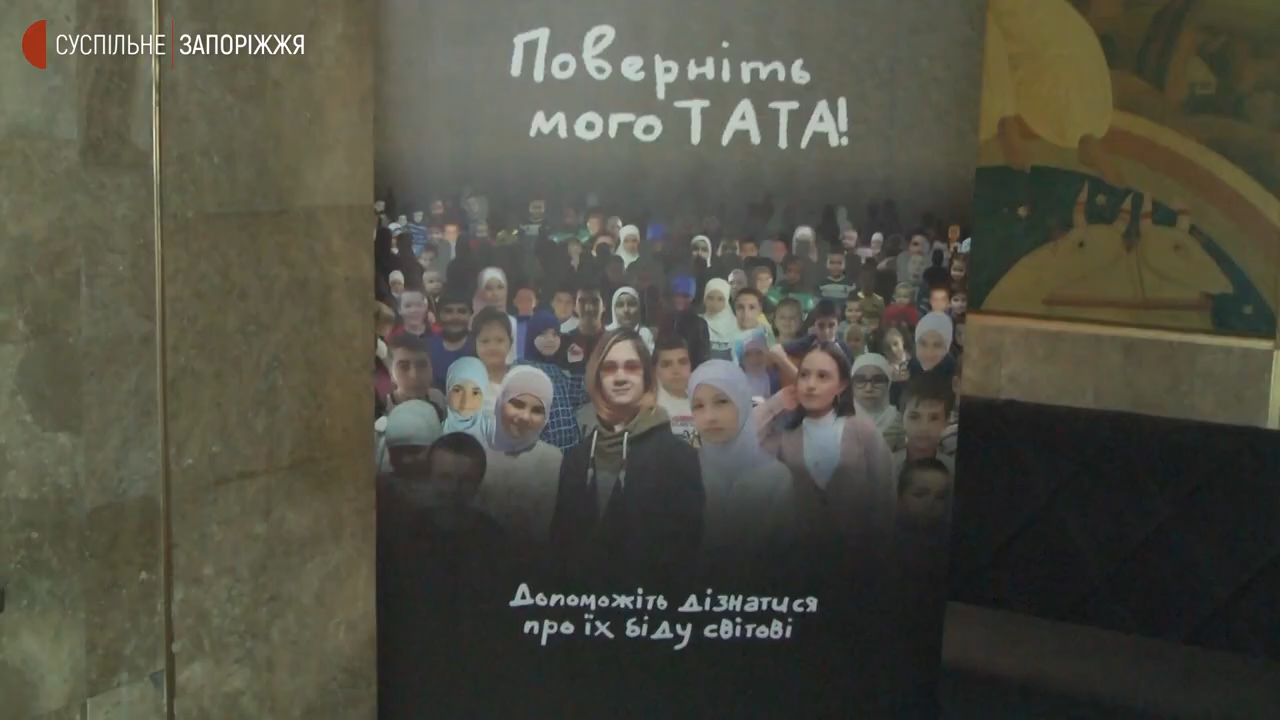 СУСПІЛЬНЕ ЗАПОРІЖЖЯ
Поверніть
мого ТАТА!
Допоможіть дізнатися
про їх біду світові